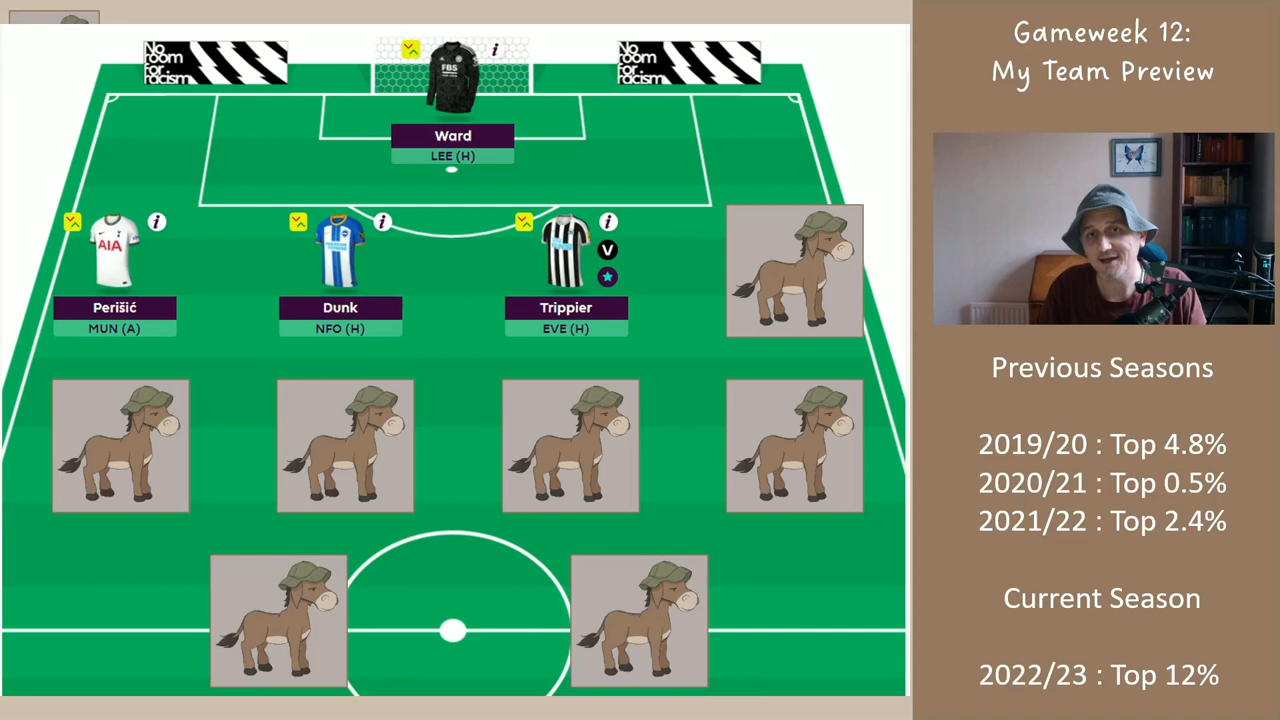 Gameweek 12:
My Team Preview
No
room
for
racism
No
room
for
racism
FBS
i
Ward
LEE (H)
AIA
i
i
i
V
Perišić
MUN (A)
Dunk
NFO (H)
Trippier
EVE (H)
Previous Seasons
2019/20 : Top 4.8%
2020/21 : Top 0.5%
2021/22 : Top 2.4%
Current Season
2022/23 : Top 12%